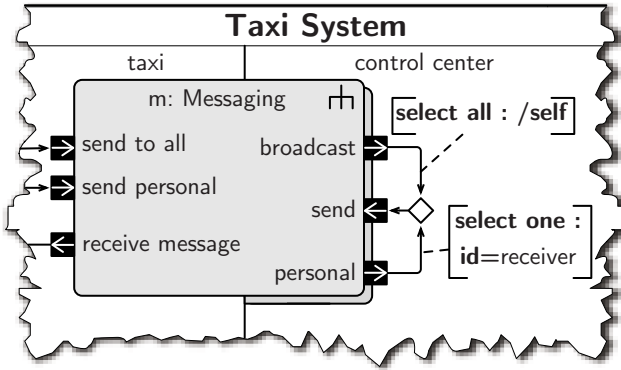 Taxi System
taxi
control center
m: Messaging
select all : /self
send to all
broadcast
send personal
send
select one :
id=receiver
receive message
personal